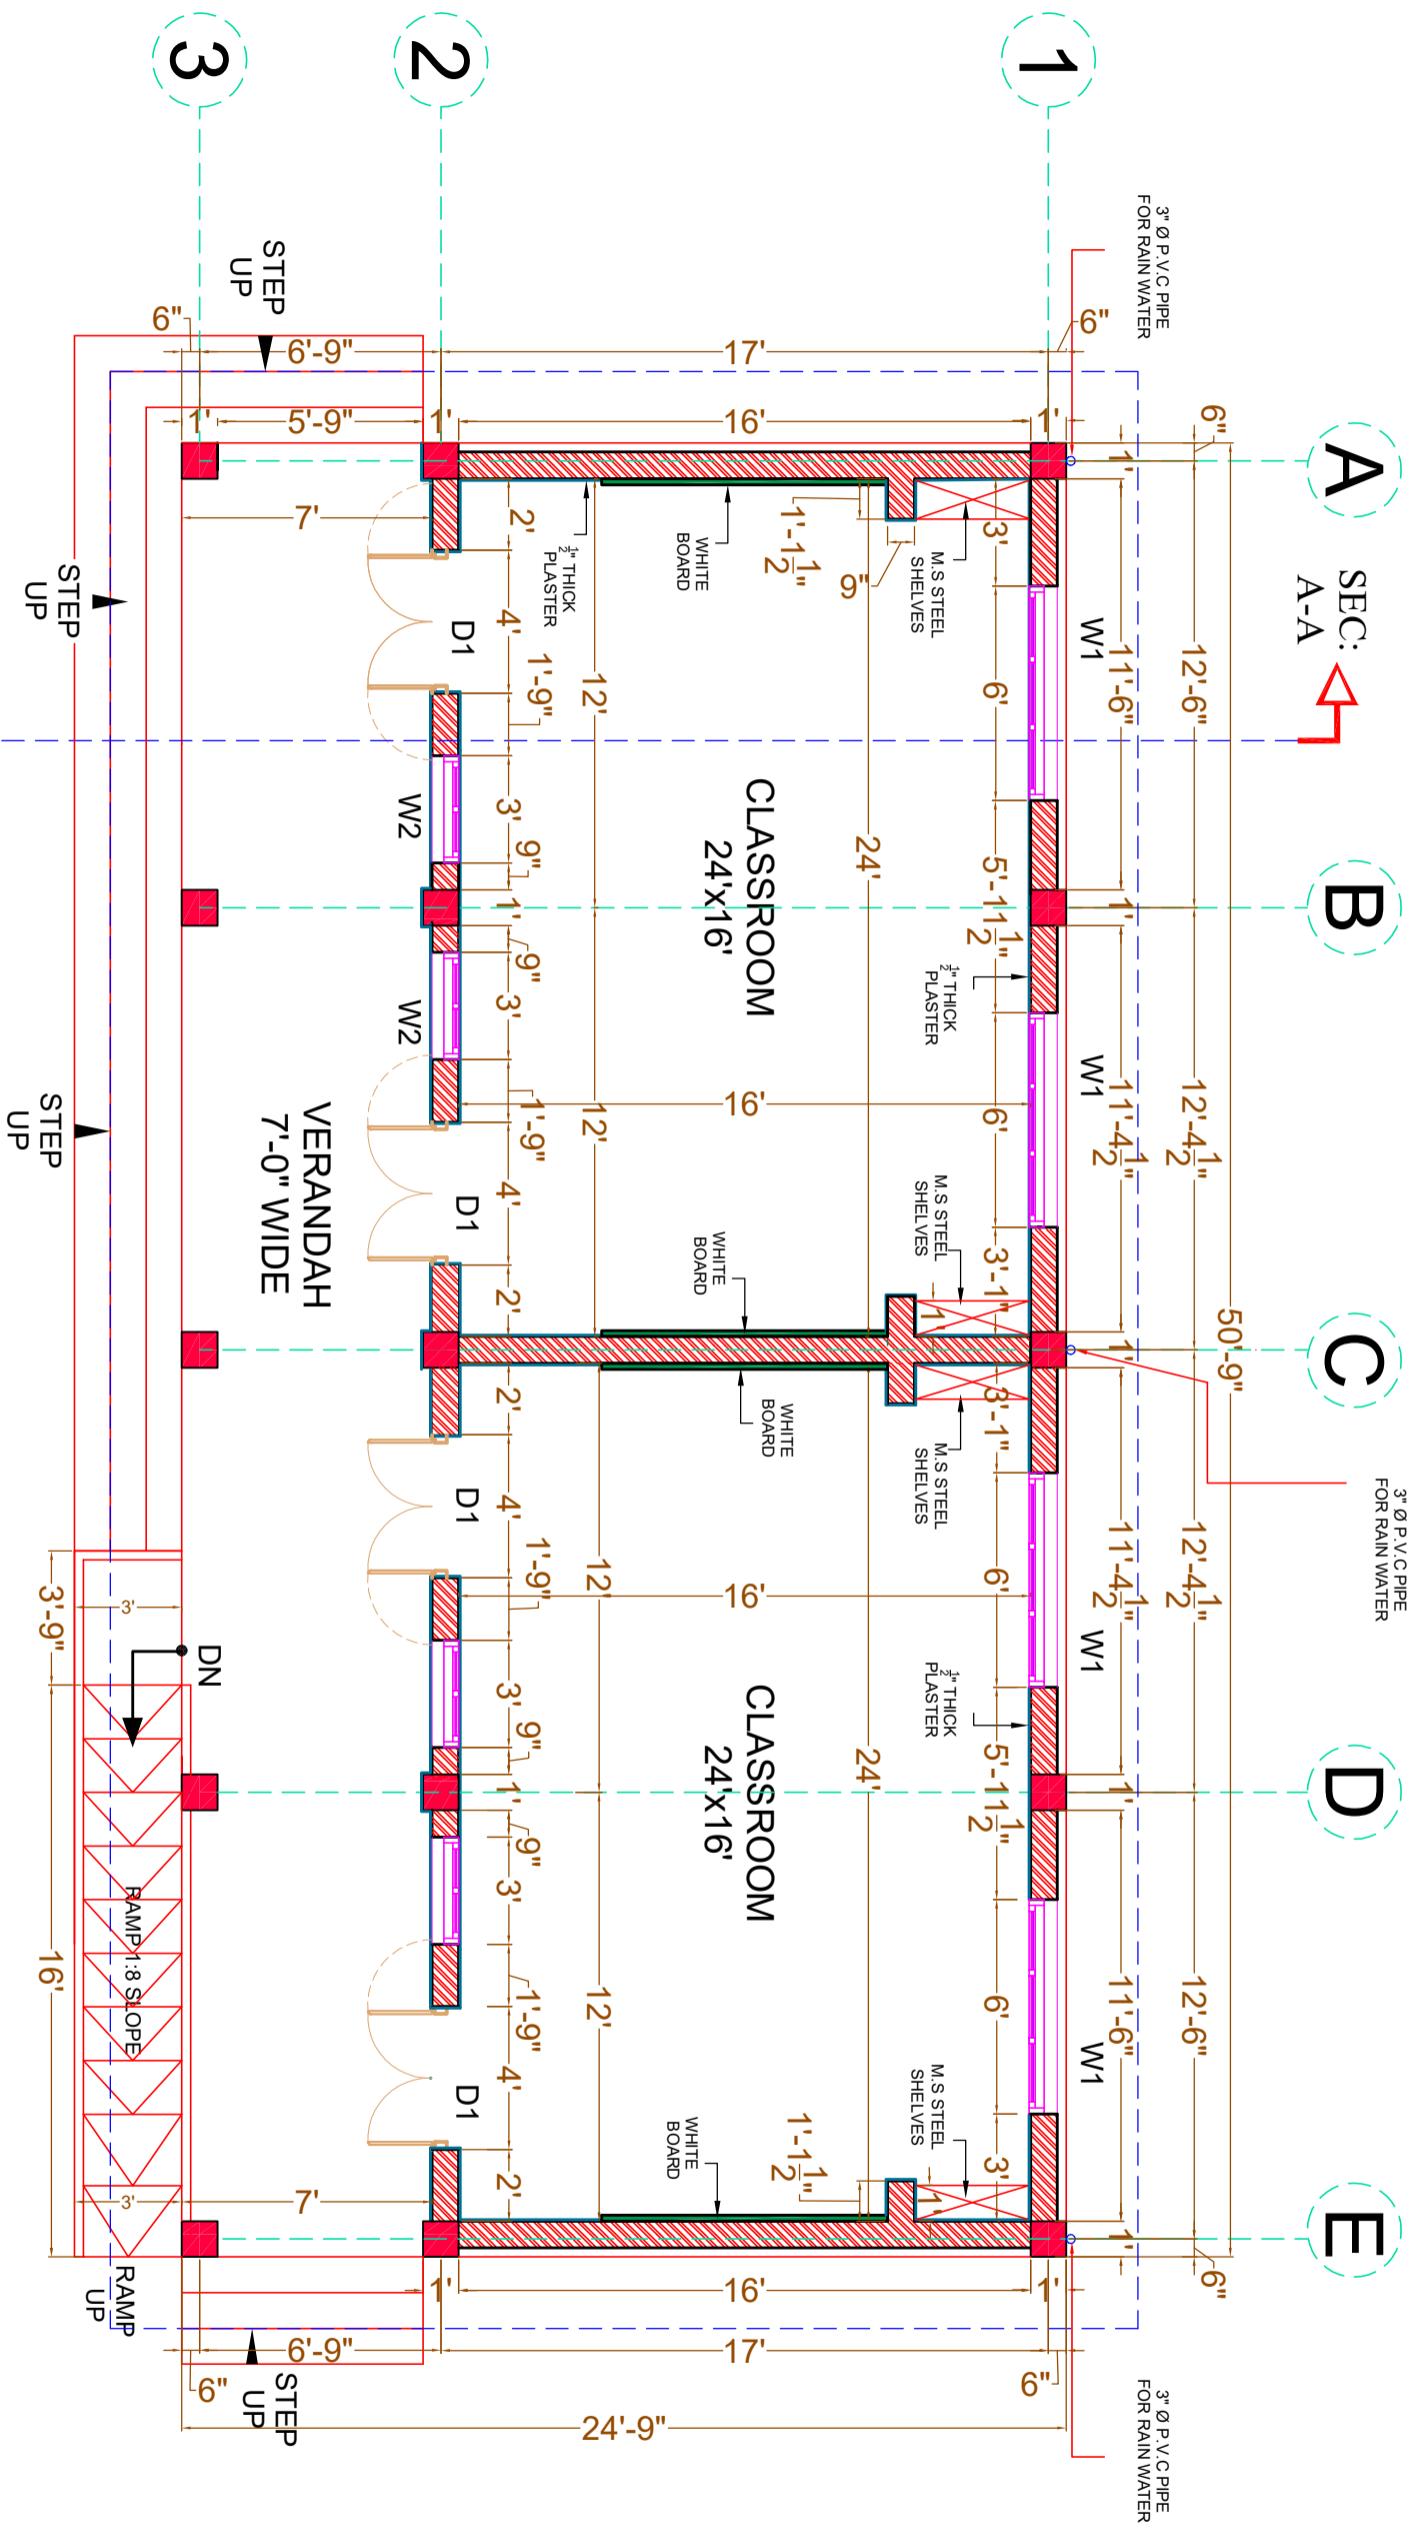 A
B
C
D
E
1
2
3
SEC:
A-A
3" Ø P.V.C PIPE
FOR RAIN WATER
3" Ø P.V.C PIPE
FOR RAIN WATER
3" Ø P.V.C PIPE
FOR RAIN WATER
50'-9"
6"
12'-6"
12'-4 1/2"
12'-4 1/2"
12'-6"
6"
1'
11'-6"
1'
11'-4 1/2"
1'
11'-4 1/2"
1'
11'-6"
1'
W1
W1
W1
W1
3'
6'
5'-11 1/2"
6'
3'-1"
3'-1"
6'
5'-11 1/2"
6'
3'
M.S STEEL
SHELVES
1/2" THICK
PLASTER
M.S STEEL
SHELVES
1'
M.S STEEL
SHELVES
1/2" THICK
PLASTER
M.S STEEL
SHELVES
1'
9"
1'-1 1/2"
24'
24'
1'-1 1/2"
WHITE
BOARD
CLASSROOM
24'x16'
16'
WHITE
BOARD
WHITE
BOARD
16'
CLASSROOM
24'x16'
WHITE
BOARD
1/2" THICK
PLASTER
12'
12'
12'
12'
2'
4'
1'-9"
3'
9"
1'
9"
3'
1'-9"
4'
2'
2'
4'
1'-9"
3'
9"
1'
9"
3'
1'-9"
4'
2'
D1
W2
W2
D1
D1
D1
6"
17'
6'-9"
6"
1'
16'
1'
5'-9"
1'
7'
VERANDAH
7'-0" WIDE
7'
1'
16'
1'
6"
17'
6'-9"
6"
24'-9"
STEP
UP
STEP
UP
STEP
UP
STEP
UP
DN
3'
RAMP 1:8 SLOPE
3'
RAMP
UP
3'-9"
16'